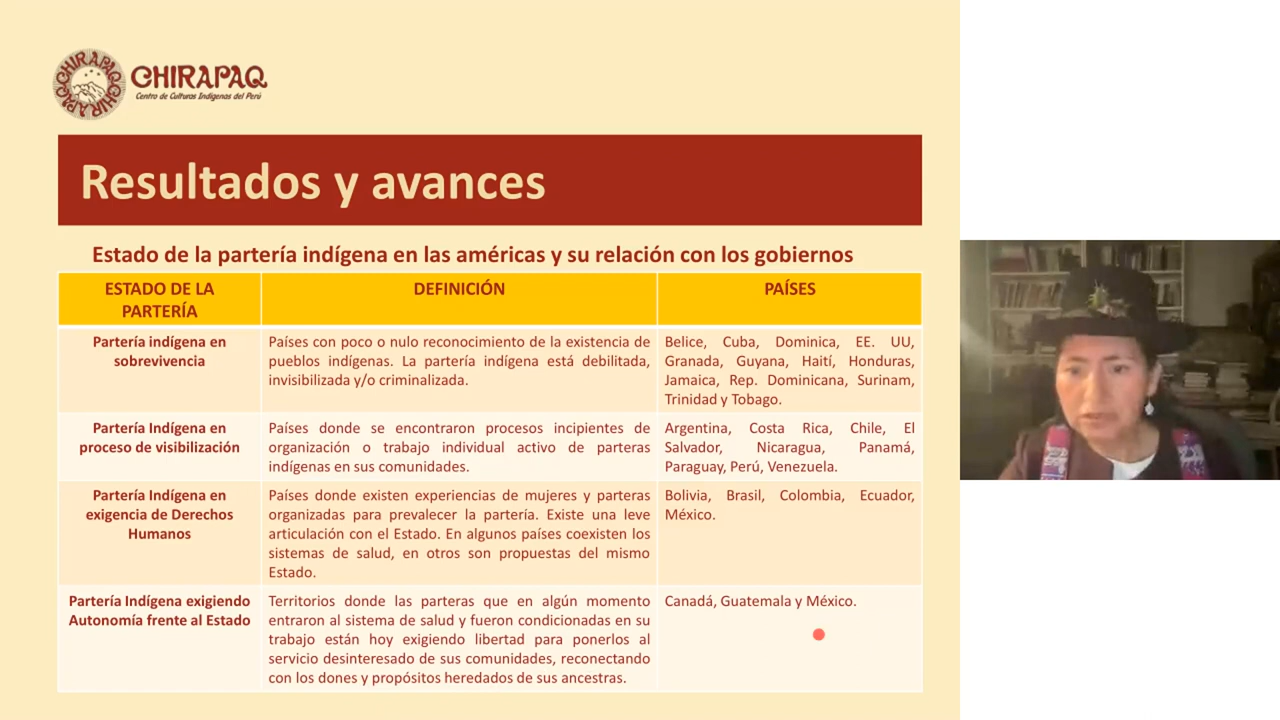 CHIRAPAQ
Centro de Culturas Indígenas del Perú
Resultados y avances
Estado de la partería indígena en las américas y su relación con los gobiernos
ESTADO DE LA
PARTERÍA
DEFINICIÓN
PAÍSES
Partería indígena en
sobrevivencia
Países con poco o nulo reconocimiento de la existencia de
pueblos indígenas. La partería indígena está debilitada,
invisibilizada y/o criminalizada.
Belice, Cuba, Dominica, EE. UU,
Granada, Guyana, Haití, Honduras,
Jamaica, Rep. Dominicana, Surinam,
Trinidad y Tobago.
Partería Indígena en
proceso de visibilización
Países donde se encontraron procesos incipientes de
organización o trabajo individual activo de parteras
indígenas en sus comunidades.
Argentina, Costa Rica, Chile, El
Salvador, Nicaragua, Panamá,
Paraguay, Perú, Venezuela.
Partería Indígena en
exigencia de Derechos
Humanos
Países donde existen experiencias de mujeres y parteras
organizadas para prevalecer la partería. Existe una leve
articulación con el Estado. En algunos países coexisten los
sistemas de salud, en otros son propuestas del mismo
Estado.
Bolivia, Brasil, Colombia, Ecuador,
México.
Partería Indígena exigiendo
Autonomía frente al Estado
Territorios donde las parteras que en algún momento
entraron al sistema de salud y fueron condicionadas en su
trabajo están hoy exigiendo libertad para ponerlos al
servicio desinteresado de sus comunidades, reconectando
con los dones y propósitos heredados de sus ancestras.
Canadá, Guatemala y México.